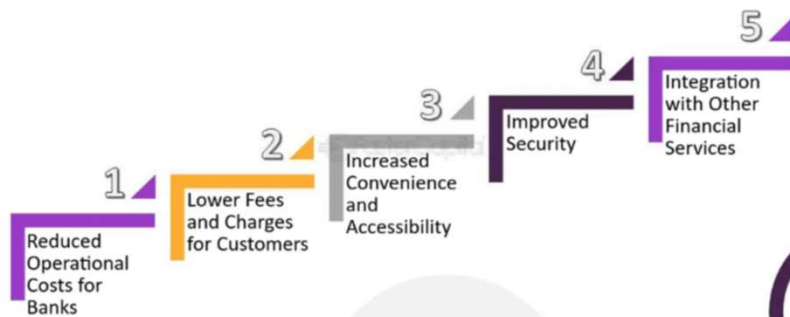 1
Reduced
Operational
Costs for
Banks
2
Lower Fees
and Charges
for Customers
3
Increased
Convenience
and
Accessibility
4
Improved
Security
5
Integration
with Other
Financial
Services